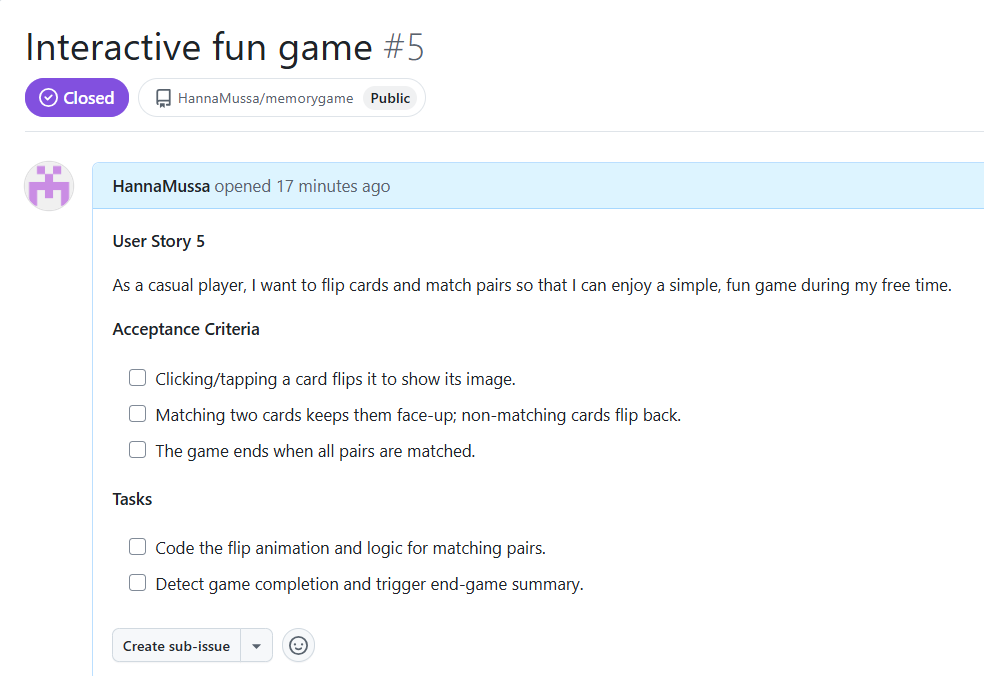 Interactive fun game #5
Closed
HannaMussa/memorygame Public
HannaMussa opened 17 minutes ago
User Story 5
As a casual player, I want to flip cards and match pairs so that I can enjoy a simple, fun game during my free time.
Acceptance Criteria
Clicking/tapping a card flips it to show its image.
Matching two cards keeps them face-up; non-matching cards flip back.
The game ends when all pairs are matched.
Tasks
Code the flip animation and logic for matching pairs.
Detect game completion and trigger end-game summary.
Create sub-issue